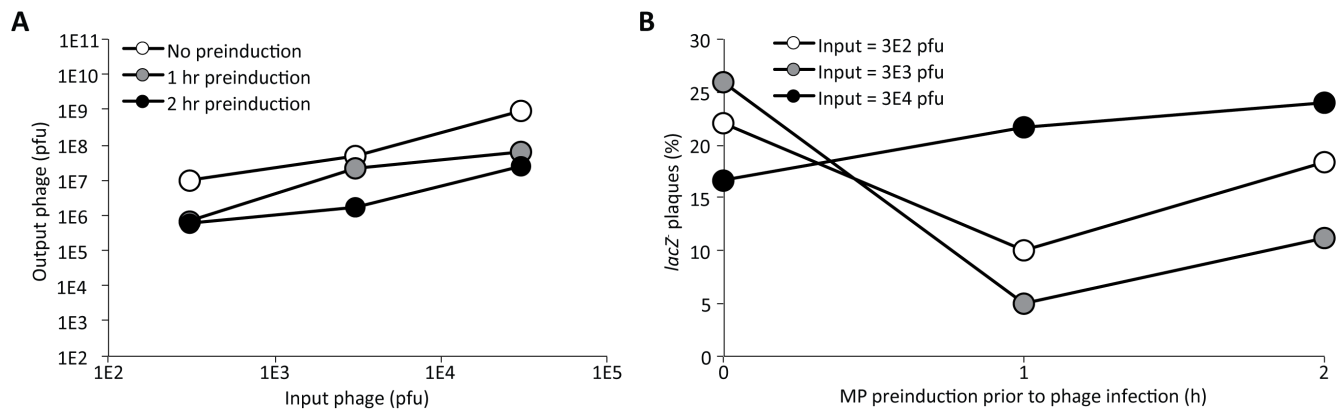 A
1E11
1E10
1E9
1E8
1E7
1E6
1E5
1E4
1E3
1E2
Output phage (pfu)
No preinduction
1 hr preinduction
2 hr preinduction
1E2 1E3 1E4 1E5
Input phage (pfu)
B
30
25
20
15
10
5
0
lacZ- plaques (%)
Input = 3E2 pfu
Input = 3E3 pfu
Input = 3E4 pfu
0 1 2
MP preinduction prior to phage infection (h)